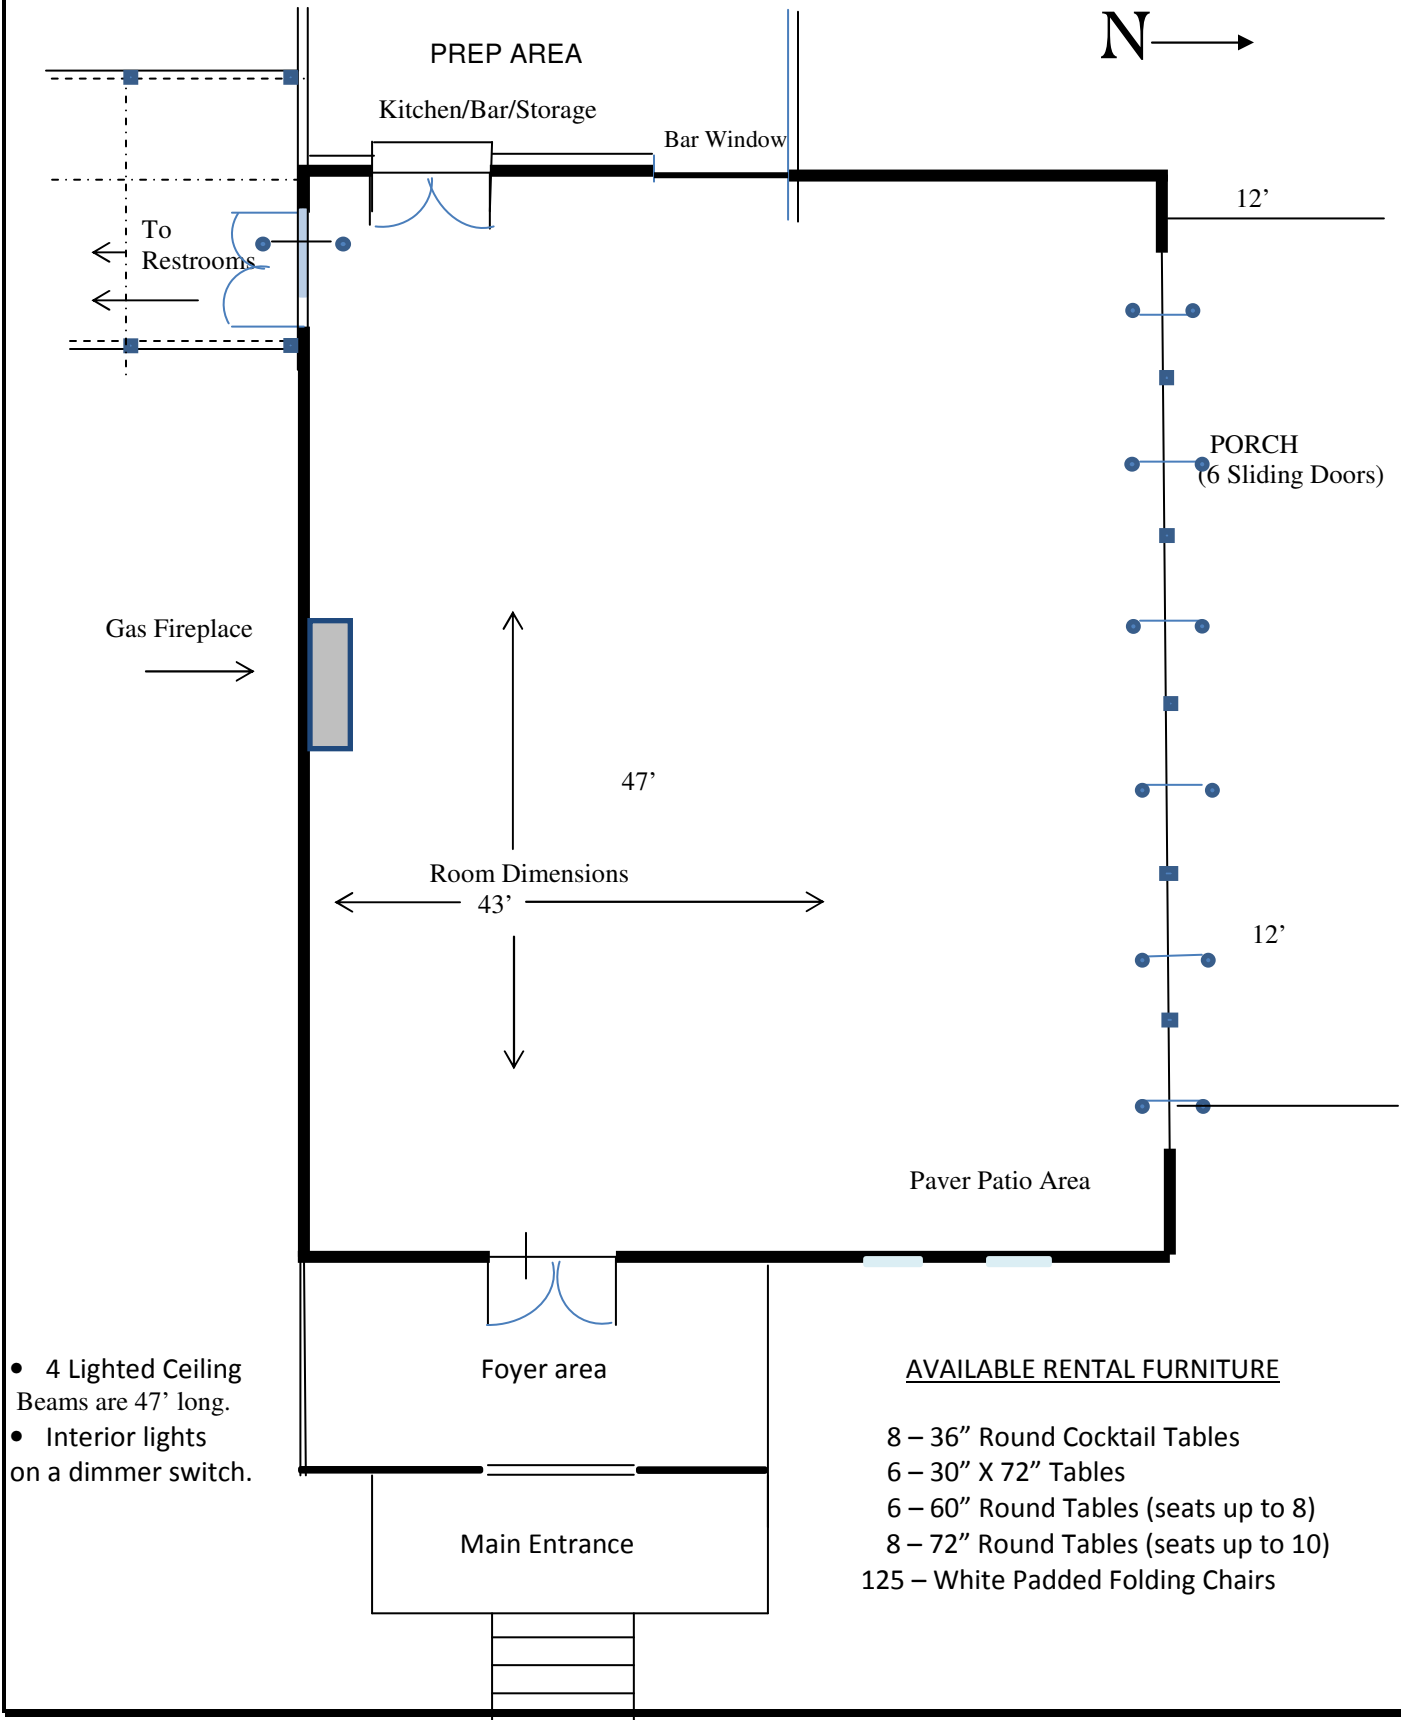 N
PREP AREA
Kitchen/Bar/Storage
Bar Window
12’
To
Restrooms
PORCH
(6 Sliding Doors)
Gas Fireplace
47’
Room Dimensions
43’
12’
Paver Patio Area
Foyer area
• 4 Lighted Ceiling
Beams are 47’ long.
• Interior lights
on a dimmer switch.
Main Entrance
AVAILABLE RENTAL FURNITURE
8 – 36” Round Cocktail Tables
6 – 30” X 72” Tables
6 – 60” Round Tables (seats up to 8)
8 – 72” Round Tables (seats up to 10)
125 – White Padded Folding Chairs